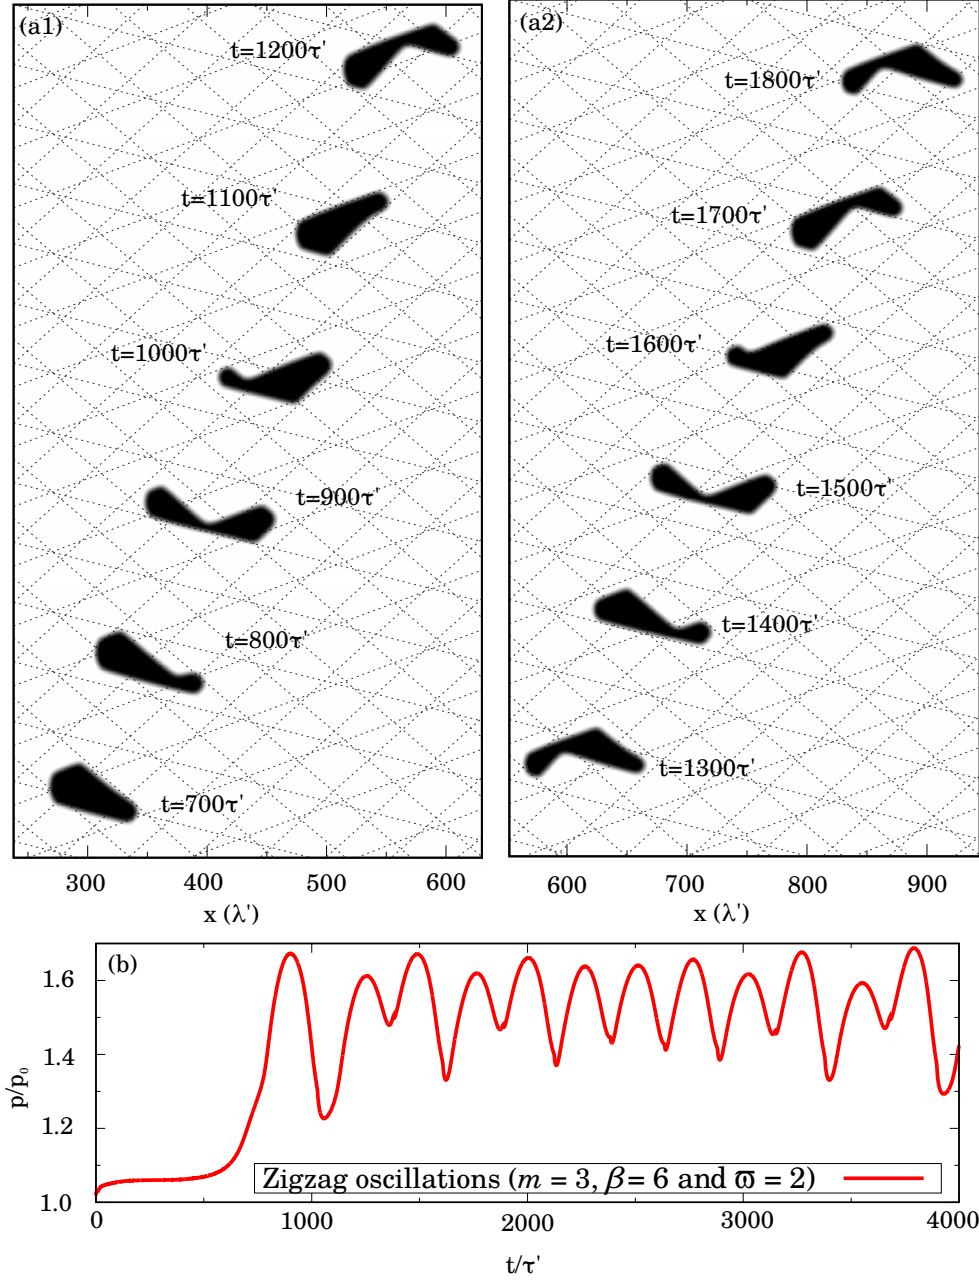 (a1)
t=1200τ'
t=1100τ'
t=1000τ'
t=900τ'
t=800τ'
t=700τ'
300 400 500 600
x (λ')
(a2)
t=1800τ'
t=1700τ'
t=1600τ'
t=1500τ'
t=1400τ'
t=1300τ'
600 700 800 900
x (λ')
(b)
1.6
1.4
1.2
1.0
p/p₀
Zigzag oscillations (m = 3, β= 6 and ϖ = 2)
0 1000 2000 3000 4000
t/τ'